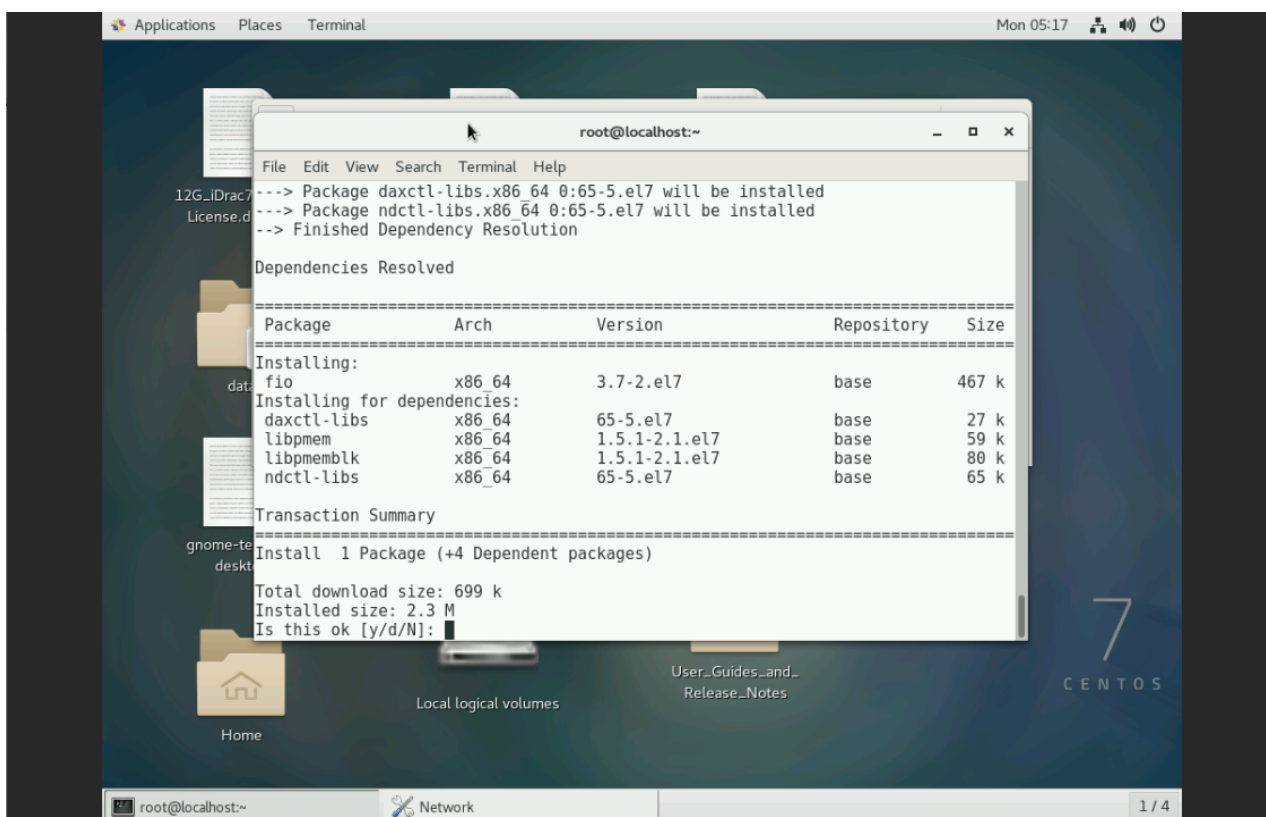 Applications Places Terminal Mon 05:17
root@localhost:~
File Edit View Search Terminal Help
---> Package daxctl-libs.x86_64 0:65-5.el7 will be installed
---> Package ndctl-libs.x86_64 0:65-5.el7 will be installed
--> Finished Dependency Resolution
Dependencies Resolved
================================================================================
Package Arch Version Repository Size
================================================================================
Installing:
fio x86_64 3.7-2.el7 base 467 k
Installing for dependencies:
daxctl-libs x86_64 65-5.el7 base 27 k
libpmem x86_64 1.5.1-2.1.el7 base 59 k
libpmemblk x86_64 1.5.1-2.1.el7 base 80 k
ndctl-libs x86_64 65-5.el7 base 65 k
Transaction Summary
================================================================================
Install 1 Package (+4 Dependent packages)
Total download size: 699 k
Installed size: 2.3 M
Is this ok [y/d/N]:
12G_iDrac7
License.d
data
gnome-te
deskt
Home
Local logical volumes
User_Guides_and_
Release_Notes
7
CENTOS
root@localhost:~ Network 1 / 4